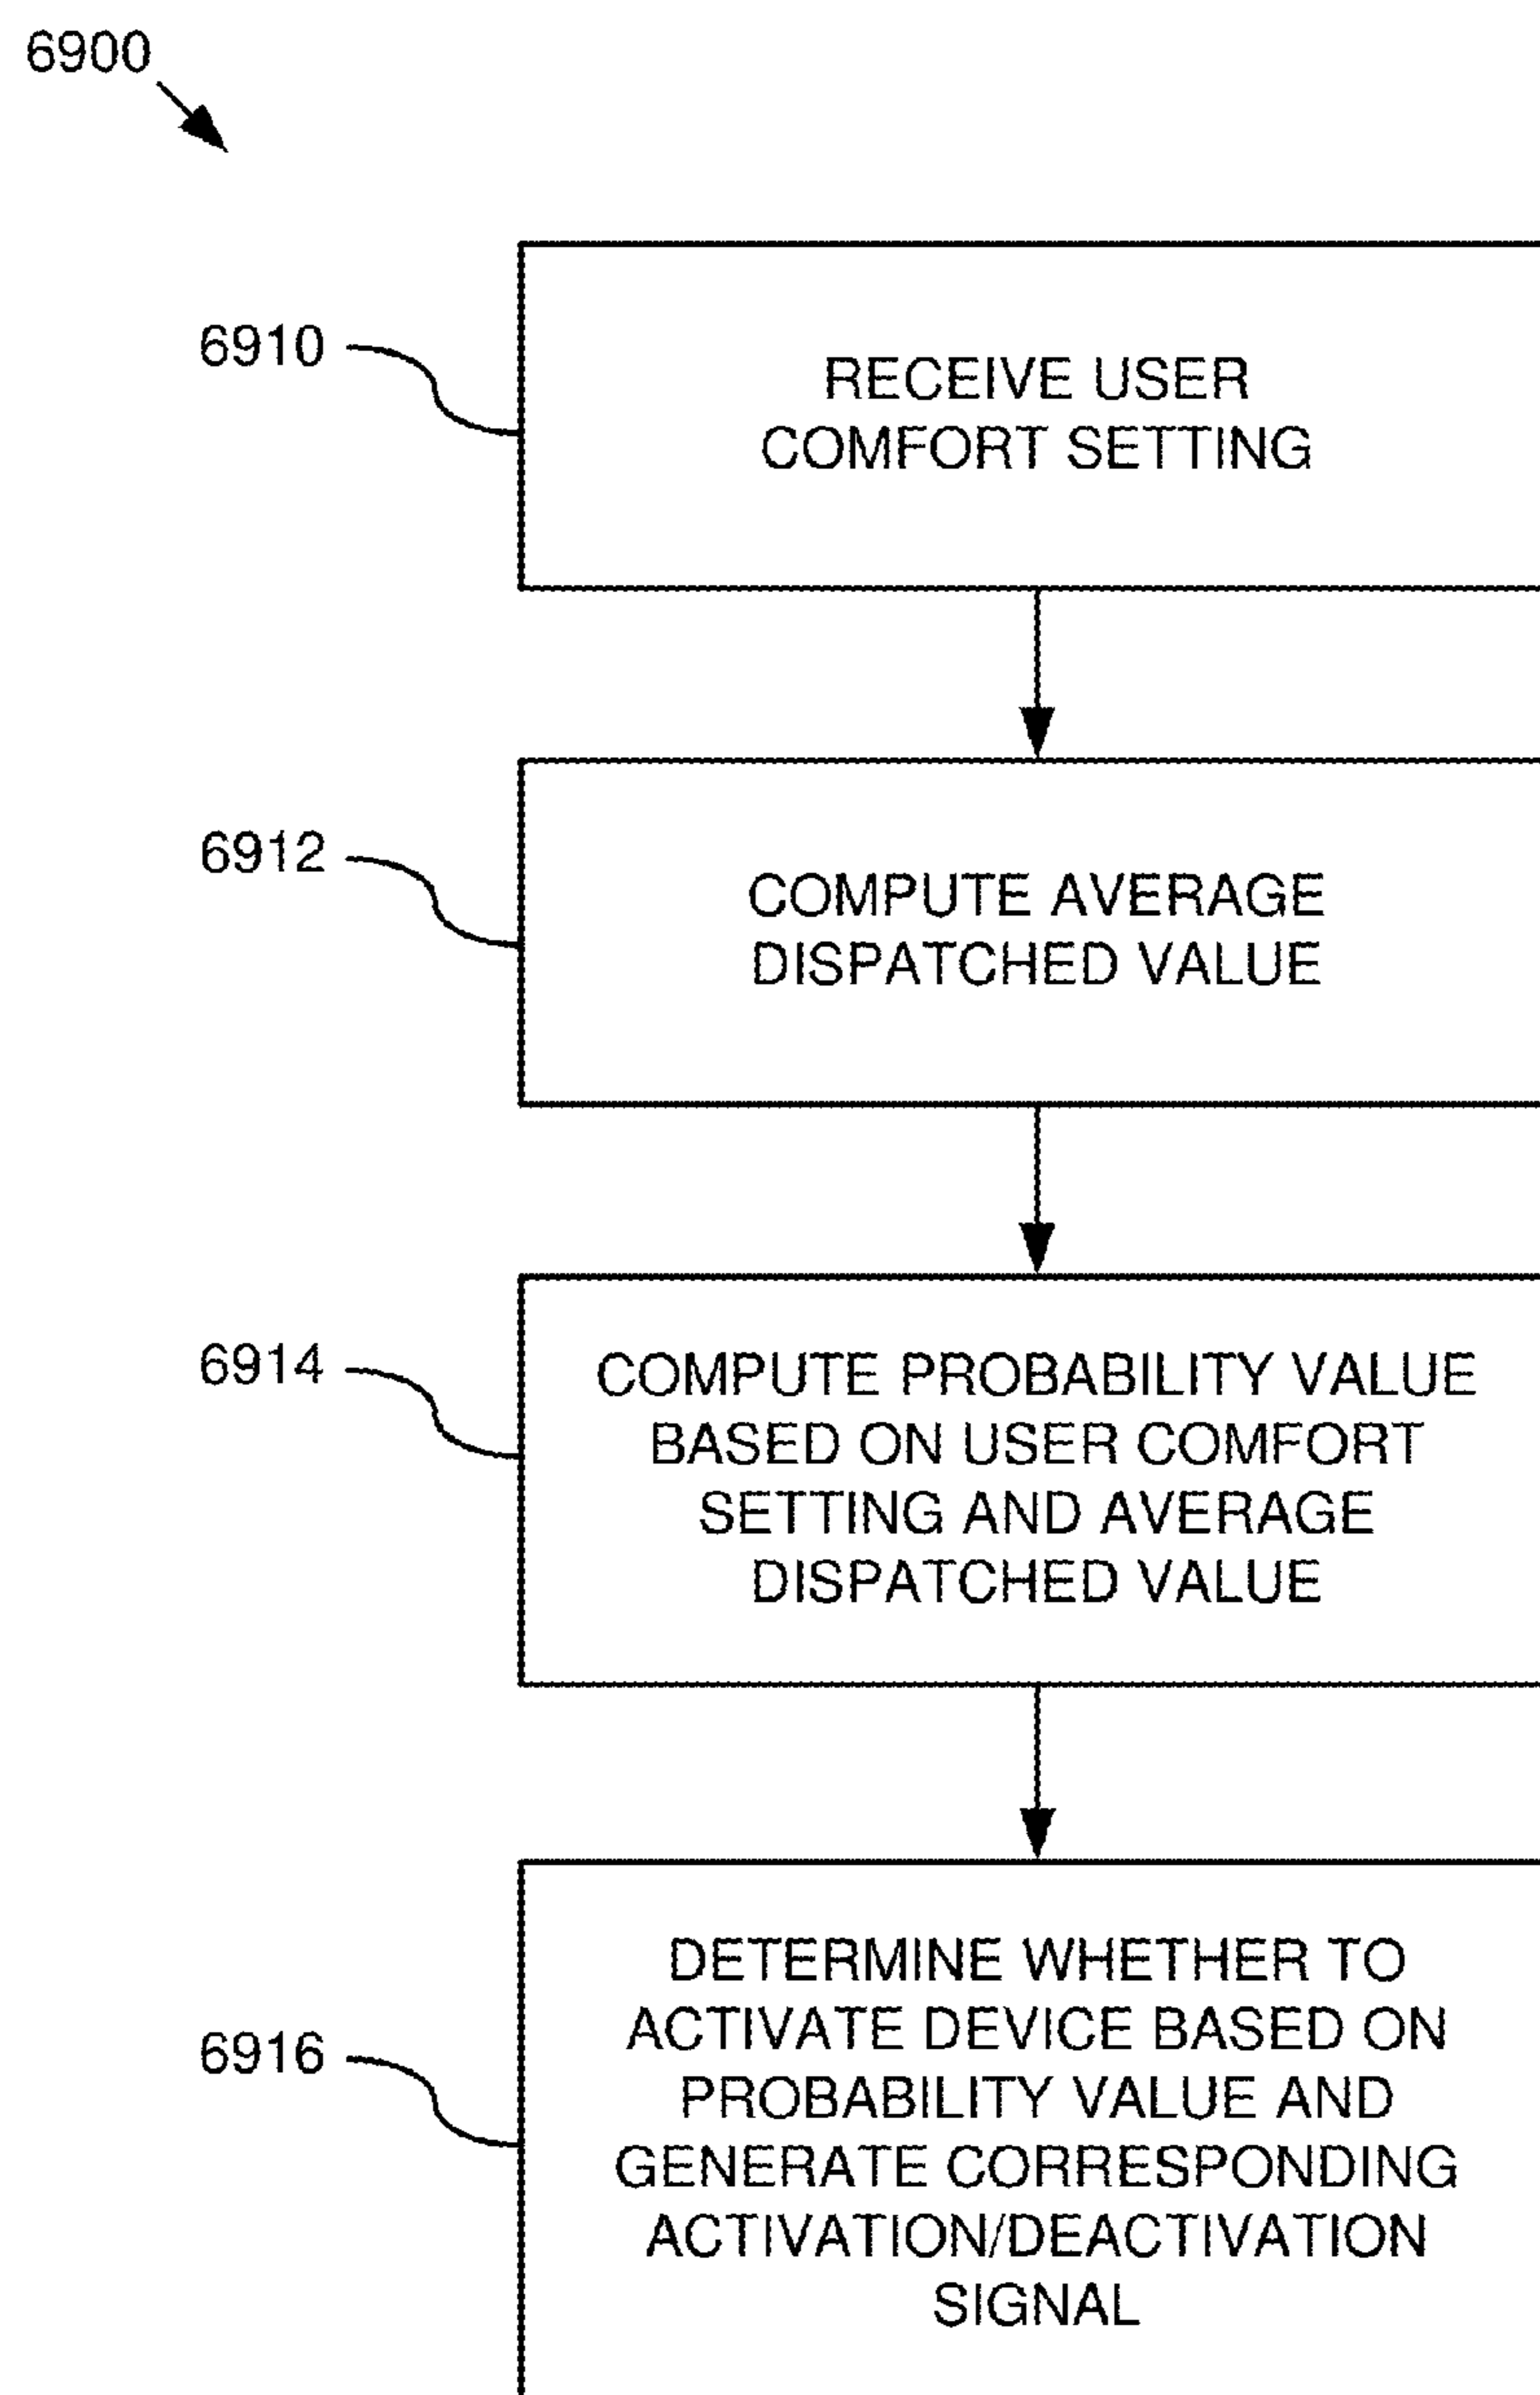 6900
6910
RECEIVE USER
COMFORT SETTING
6912
COMPUTE AVERAGE
DISPATCHED VALUE
6914
COMPUTE PROBABILITY VALUE
BASED ON USER COMFORT
SETTING AND AVERAGE
DISPATCHED VALUE
6916
DETERMINE WHETHER TO
ACTIVATE DEVICE BASED ON
PROBABILITY VALUE AND
GENERATE CORRESPONDING
ACTIVATION/DEACTIVATION
SIGNAL